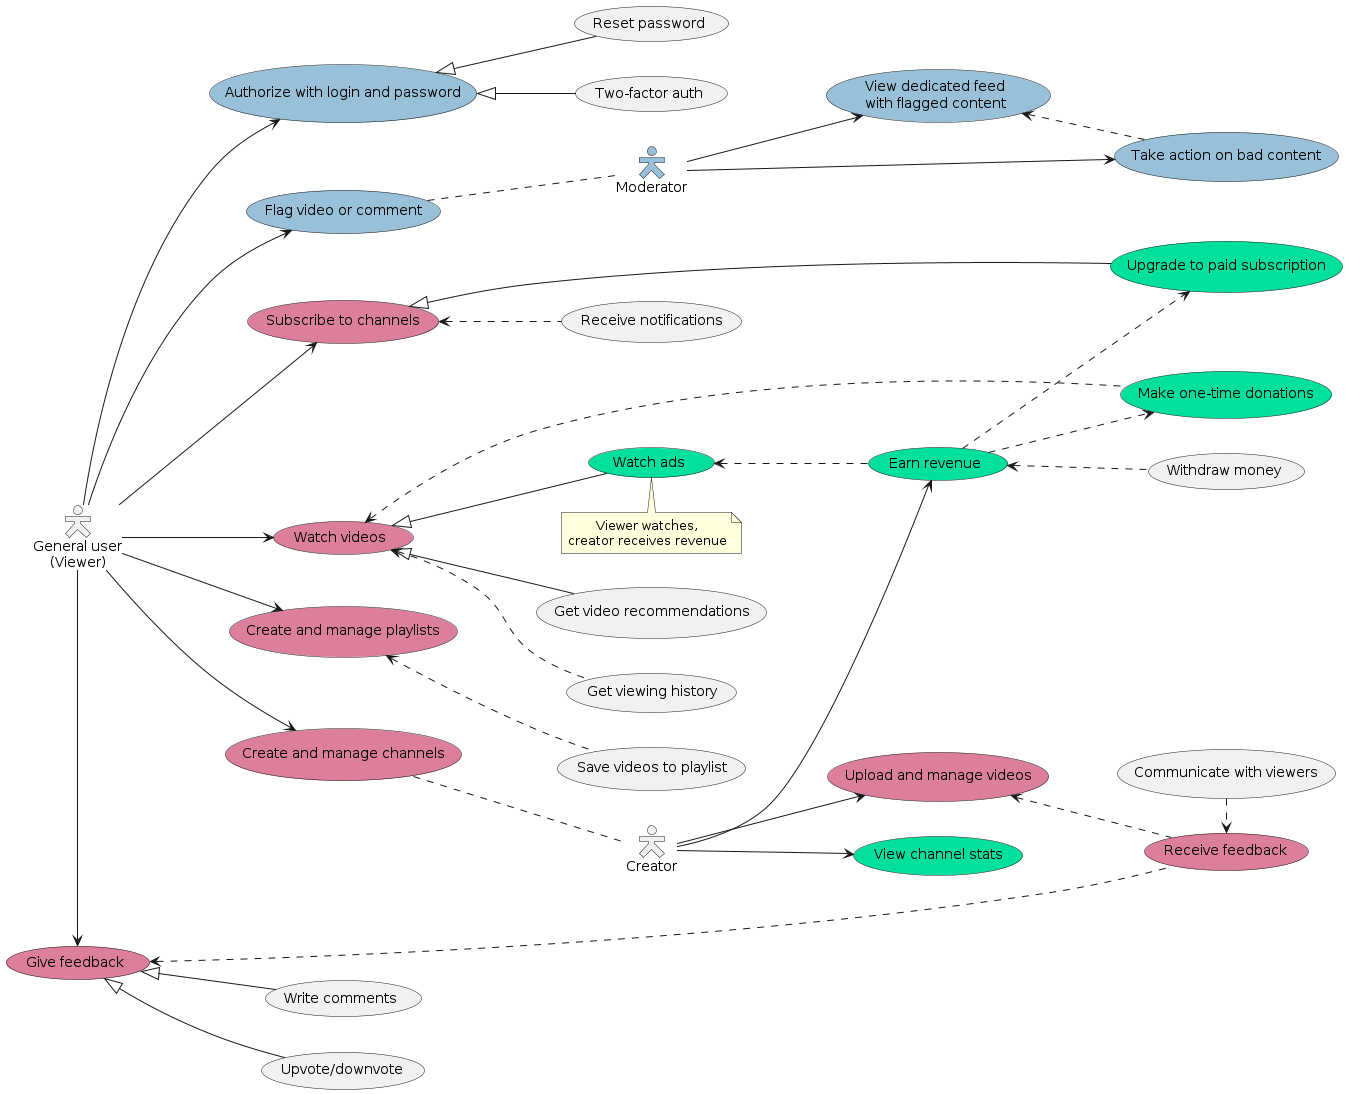 Reset password
Authorize with login and password
Two-factor auth
View dedicated feed
with flagged content
Take action on bad content
Moderator
Flag video or comment
Upgrade to paid subscription
Subscribe to channels
Receive notifications
Make one-time donations
Watch ads
Earn revenue
Withdraw money
Viewer watches,
creator receives revenue
Watch videos
General user
(Viewer)
Get video recommendations
Create and manage playlists
Get viewing history
Create and manage channels
Save videos to playlist
Upload and manage videos
Communicate with viewers
Creator
View channel stats
Receive feedback
Give feedback
Write comments
Upvote/downvote